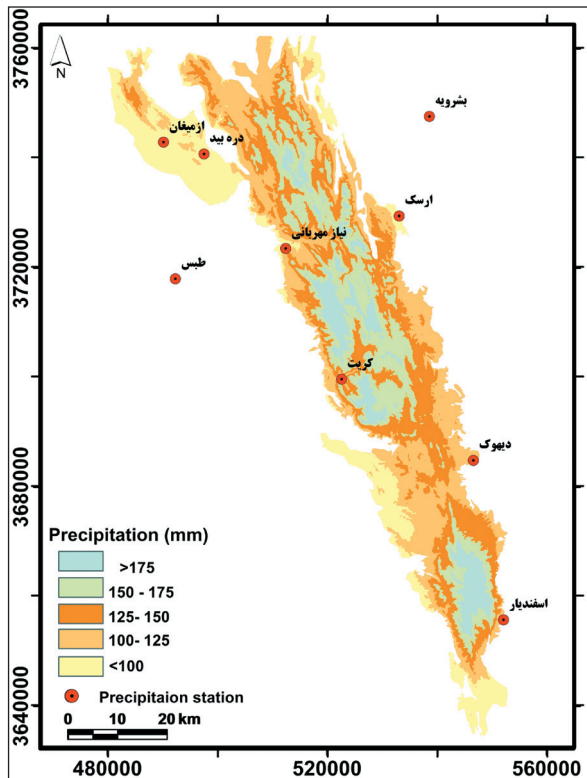 3760000
3720000
3680000
3640000
N
بشرویه
ازمیغان
دره بید
ارسک
نیاز مهربانی
طبس
کریت
دیهوک
اسفندیار
Precipitation (mm)
>175
150 - 175
125- 150
100- 125
<100
Precipitaion station
0 10 20 km
480000 520000 560000